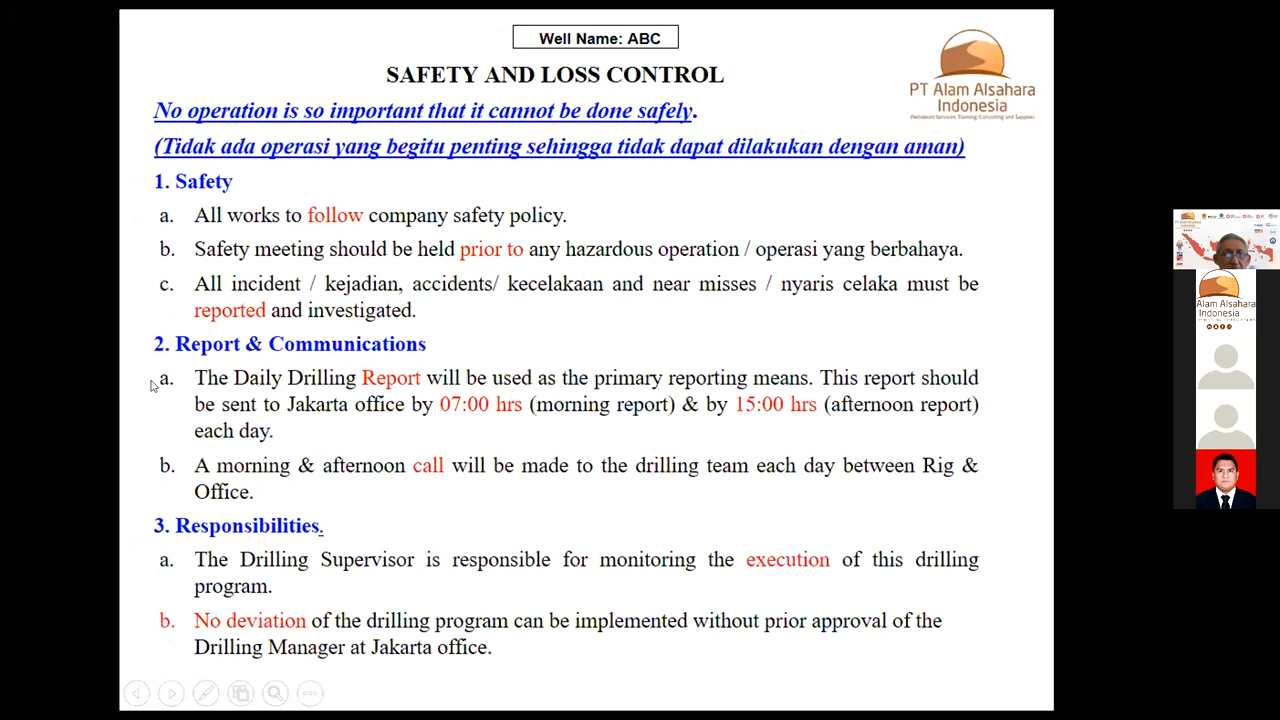 Well Name: ABC
SAFETY AND LOSS CONTROL
PT Alam Alsahara
Indonesia
Petroleum Services, Training, Consulting and Supplies
No operation is so important that it cannot be done safely.
(Tidak ada operasi yang begitu penting sehingga tidak dapat dilakukan dengan aman)
1. Safety
a. All works to follow company safety policy.
b. Safety meeting should be held prior to any hazardous operation / operasi yang berbahaya.
c. All incident / kejadian, accidents/ kecelakaan and near misses / nyaris celaka must be
reported and investigated.
2. Report & Communications
a. The Daily Drilling Report will be used as the primary reporting means. This report should
be sent to Jakarta office by 07:00 hrs (morning report) & by 15:00 hrs (afternoon report)
each day.
b. A morning & afternoon call will be made to the drilling team each day between Rig &
Office.
3. Responsibilities.
a. The Drilling Supervisor is responsible for monitoring the execution of this drilling
program.
b. No deviation of the drilling program can be implemented without prior approval of the
Drilling Manager at Jakarta office.
Alam Alsahara
Indonesia